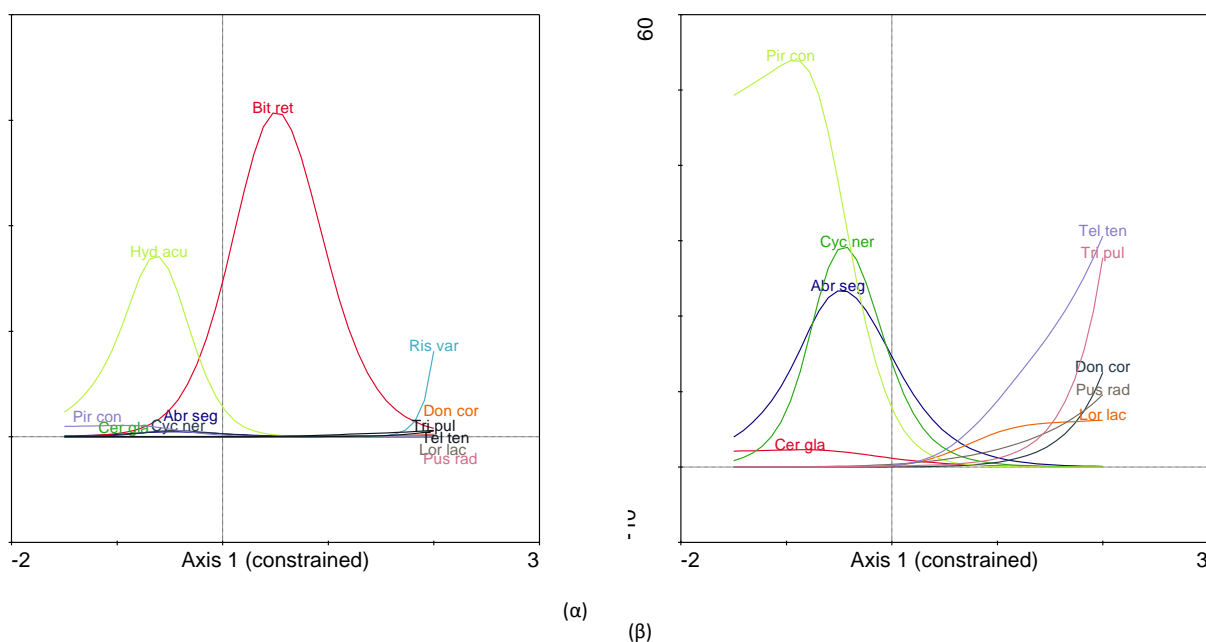 Bit ret
Hyd acu
Ris var
Pir con
Abr seg
Don cor
Cer gla
Cyc ner
Tri pul
Tel ten
Lor lac
Pus rad
-2
Axis 1 (constrained)
3
60
Pir con
Cyc ner
Tel ten
Tri pul
Abr seg
Don cor
Pus rad
Lor lac
Cer gla
-2
Axis 1 (constrained)
3
(α)
(β)